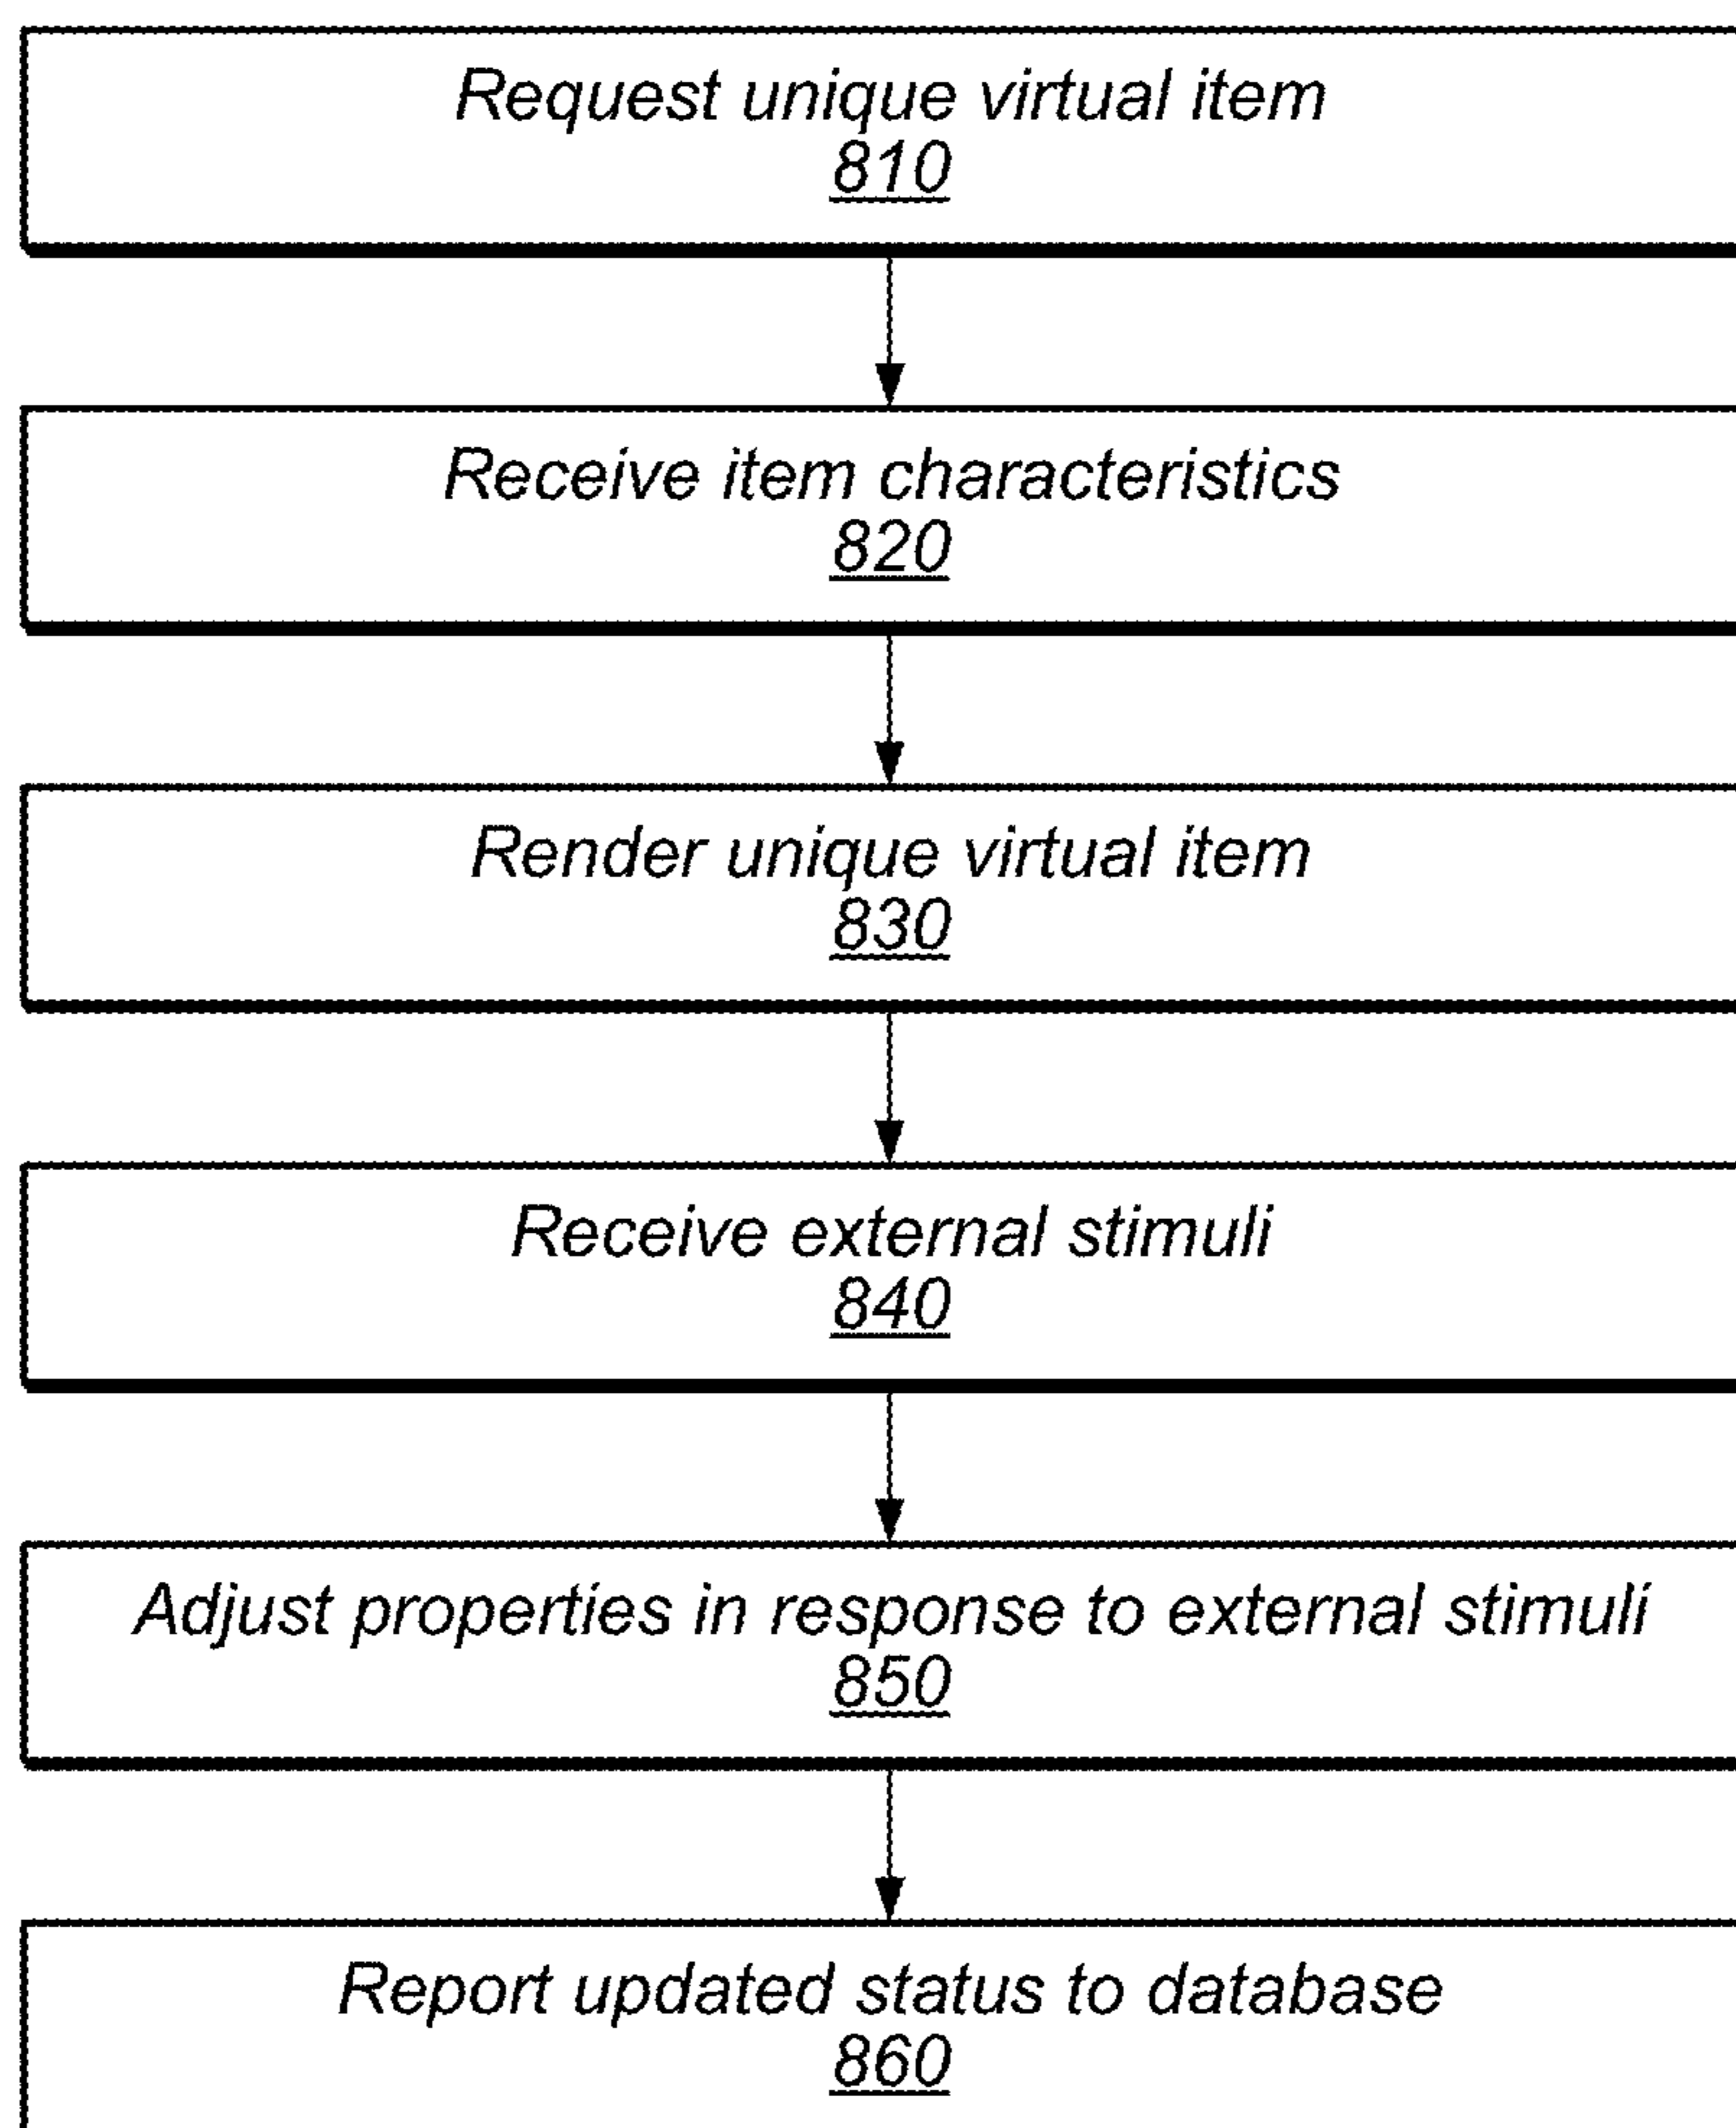 Request unique virtual item
810
Receive item characteristics
820
Render unique virtual item
830
Receive external stimuli
840
Adjust properties in response to external stimuli
850
Report updated status to database
860